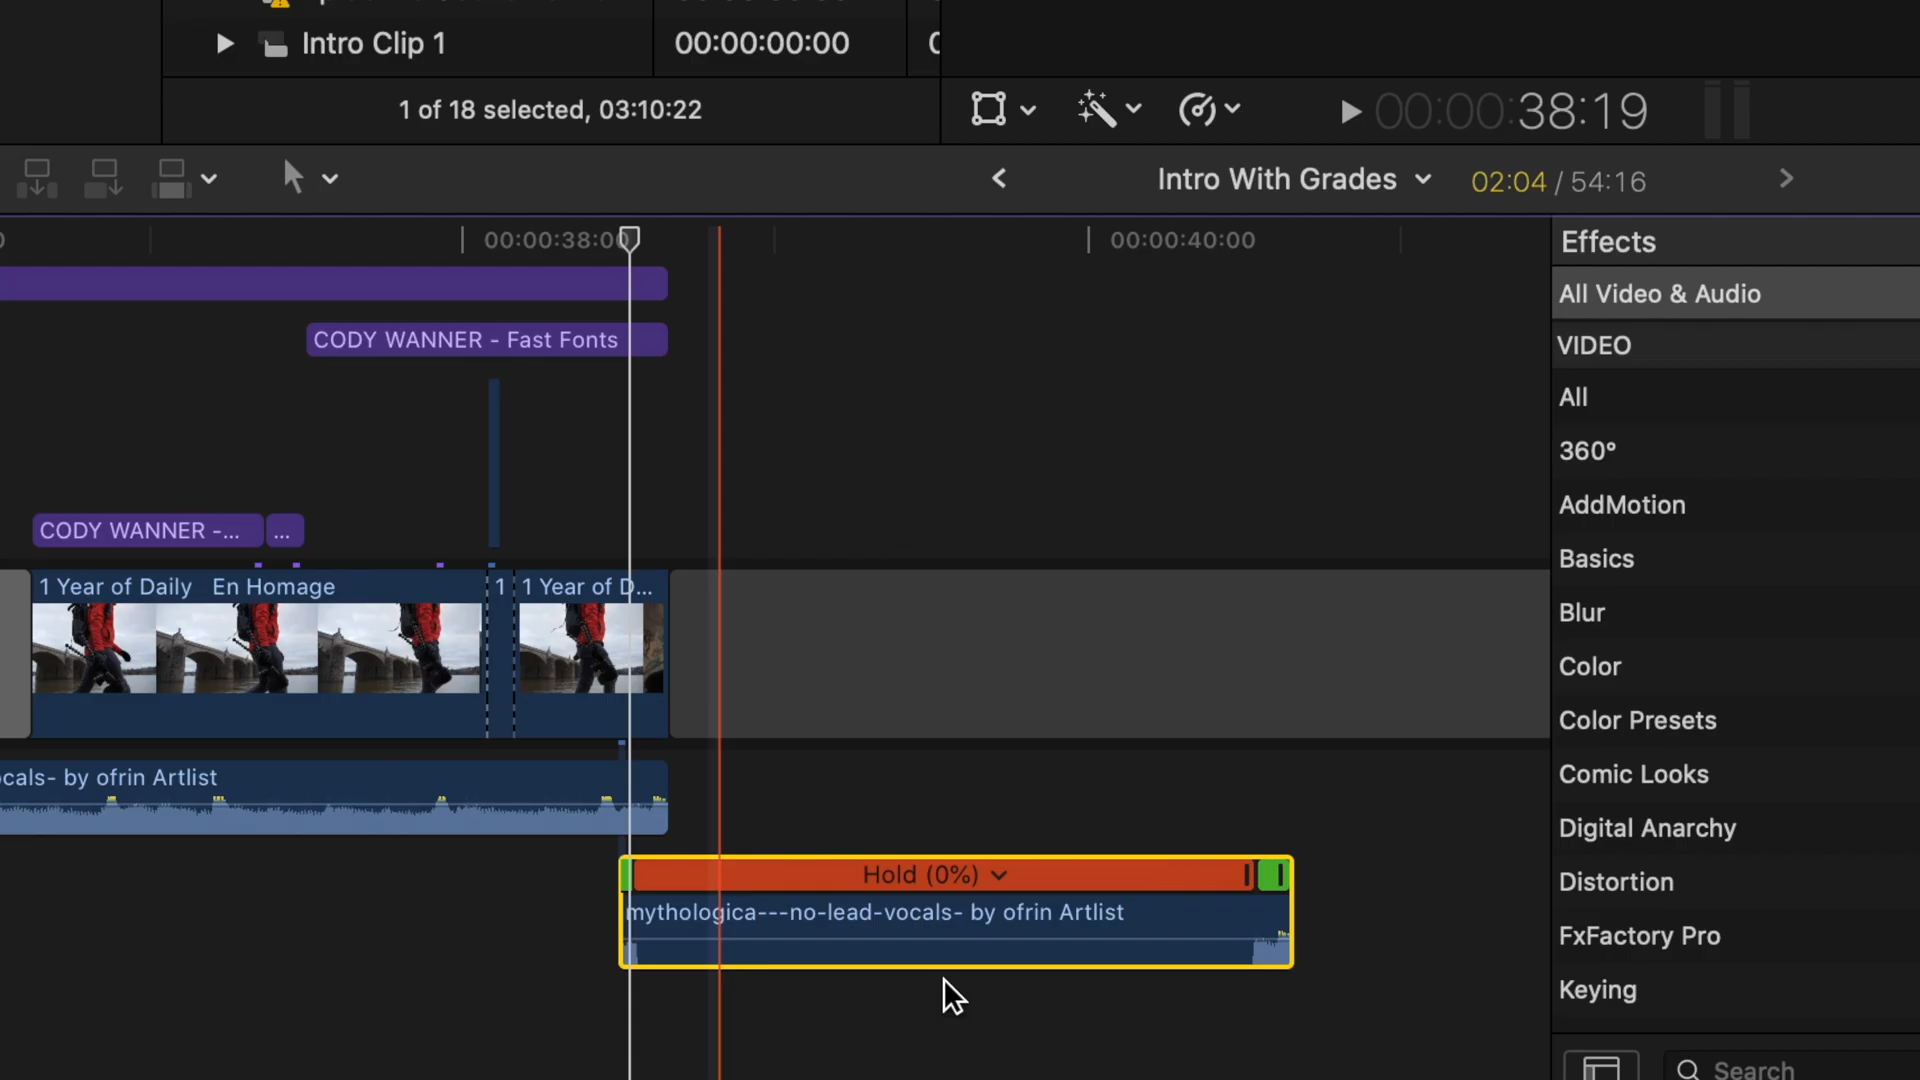 Intro Clip 1
00:00:00:00
1 of 18 selected, 03:10:22
00:00:38:19
Intro With Grades
02:04 / 54:16
00:00:38:00
00:00:40:00
Effects
All Video & Audio
VIDEO
All
360°
AddMotion
Basics
Blur
Color
Color Presets
Comic Looks
Digital Anarchy
Distortion
FxFactory Pro
Keying
Search
CODY WANNER - Fast Fonts
CODY WANNER -...
...
1 Year of Daily En Homage
1
1 Year of D...
cals- by ofrin Artlist
Hold (0%)
mythologica---no-lead-vocals- by ofrin Artlist